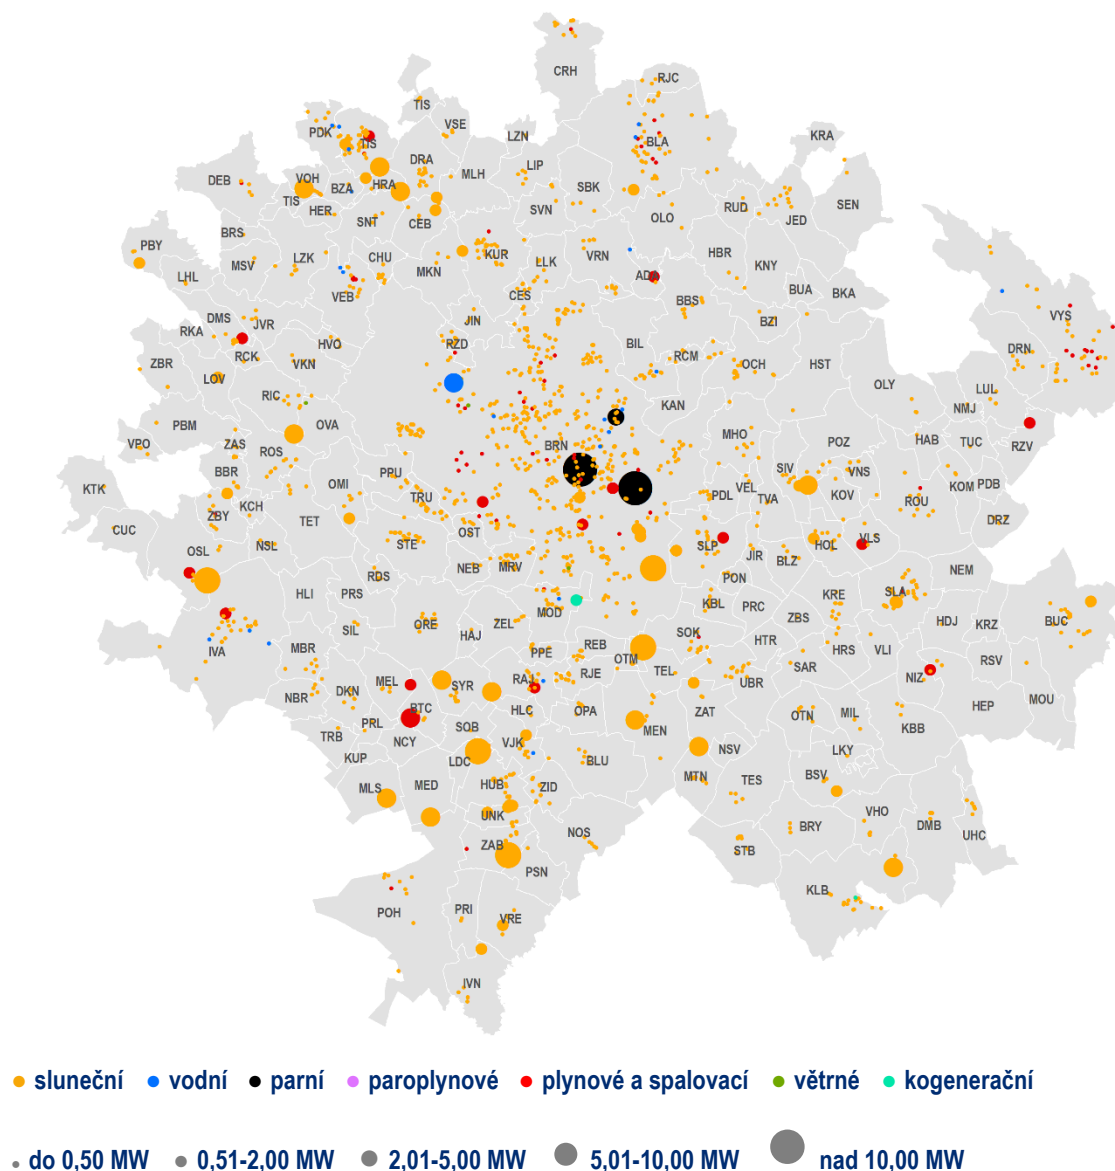 CRH
RJC
TIS
VSE
PDK
TIS
LZN
BLA
KRA
DRA
LIP
MLH
DEB
VOH
BZA
HRA
SBK
TIS
SVN
RUD
JED
SEN
HER
SNT
CEB
OLO
BRS
PBY
LZK
CHU
KUR
LLK
VRN
HBR
MSV
MKN
KNY
LHL
VEB
CES
ADA
BUA
BKA
BBS
DMS
JVR
JIN
BZI
VYS
RKA
HVO
RZD
BIL
DRN
ZBR
RCK
VKN
RCM
OCH
HST
LOV
OLY
LUL
RIC
KAN
NMJ
PBM
OVA
MHO
VPO
ZAS
ROS
BRN
POZ
HAB
TUC
RZV
BBR
PPU
SIV
VNS
KTK
OMI
VEL
KOM
PDB
KCH
TRU
PDL
TVA
KOV
ROU
ZBY
TET
DRZ
CUC
OST
STE
SLP
HOL
VLS
OSL
NSL
JIR
BLZ
NEB
MRV
NEM
RDS
PON
HLI
PRS
KRE
SLA
KBL
PRC
MOD
ZBS
HDJ
KRZ
BUC
SIL
ORE
ZEL
HAJ
SOK
HTR
IVA
MBR
PPE
REB
HRS
VLI
RSV
OTM
SAR
TEL
RAJ
RJE
UBR
NIZ
NBR
DKN
MEL
SYR
MOU
HEP
HLC
OPA
ZAT
OTN
MIL
KBB
PRL
BTC
SOB
MEN
TRB
NCY
VJK
NSV
LKY
KUP
LDC
BLU
MLS
MED
HUB
ZID
MTN
TES
BSV
UNK
VHO
DMB
BRY
UHC
NOS
ZAB
STB
PSN
KLB
POH
PRI
VRE
IVN
sluneční vodní parní paroplynové plynové a spalovací větrné kogenerační
do 0,50 MW 0,51-2,00 MW 2,01-5,00 MW 5,01-10,00 MW nad 10,00 MW